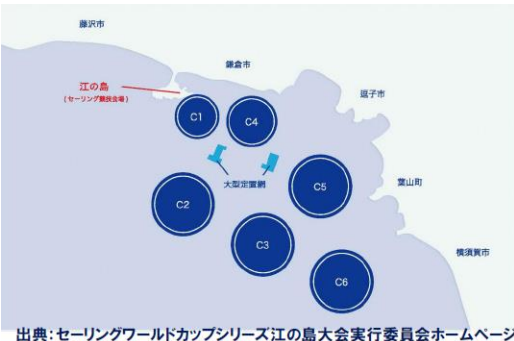 藤沢市
鎌倉市
江の島
(セーリング競技会場)
逗子市
C1
C4
大型定置網
C5
葉山町
C2
C3
横須賀市
C6
出典:セーリングワールドカップシリーズ江の島大会実行委員会ホームページ